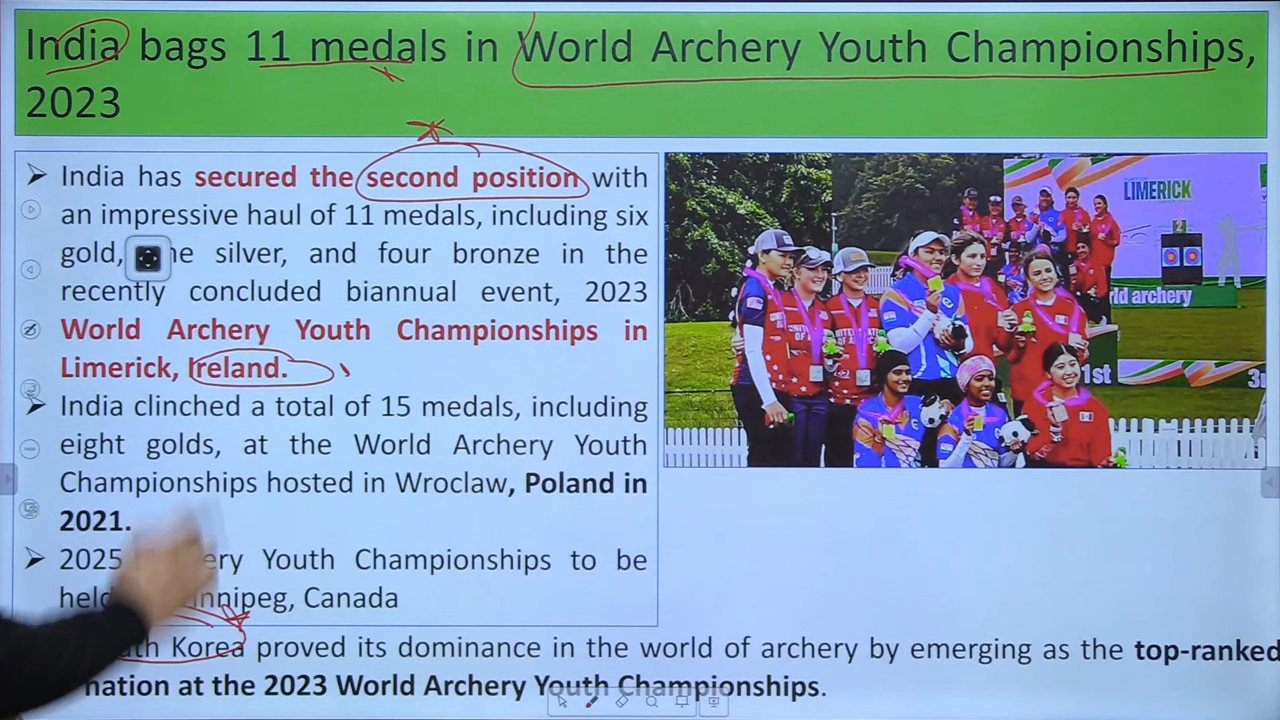 India bags 11 medals in World Archery Youth Championships,
2023
India has secured the second position with
an impressive haul of 11 medals, including six
gold, silver, and four bronze in the
recently concluded biannual event, 2023
World Archery Youth Championships in
Limerick, Ireland.
India clinched a total of 15 medals, including
eight golds, at the World Archery Youth
Championships hosted in Wroclaw, Poland in
2021.
2025 Youth Championships to be
held Canada
Korea proved its dominance in the world of archery by emerging as the top-ranked
nation at the 2023 World Archery Youth Championships.
LIMERICK
2
archery
1st